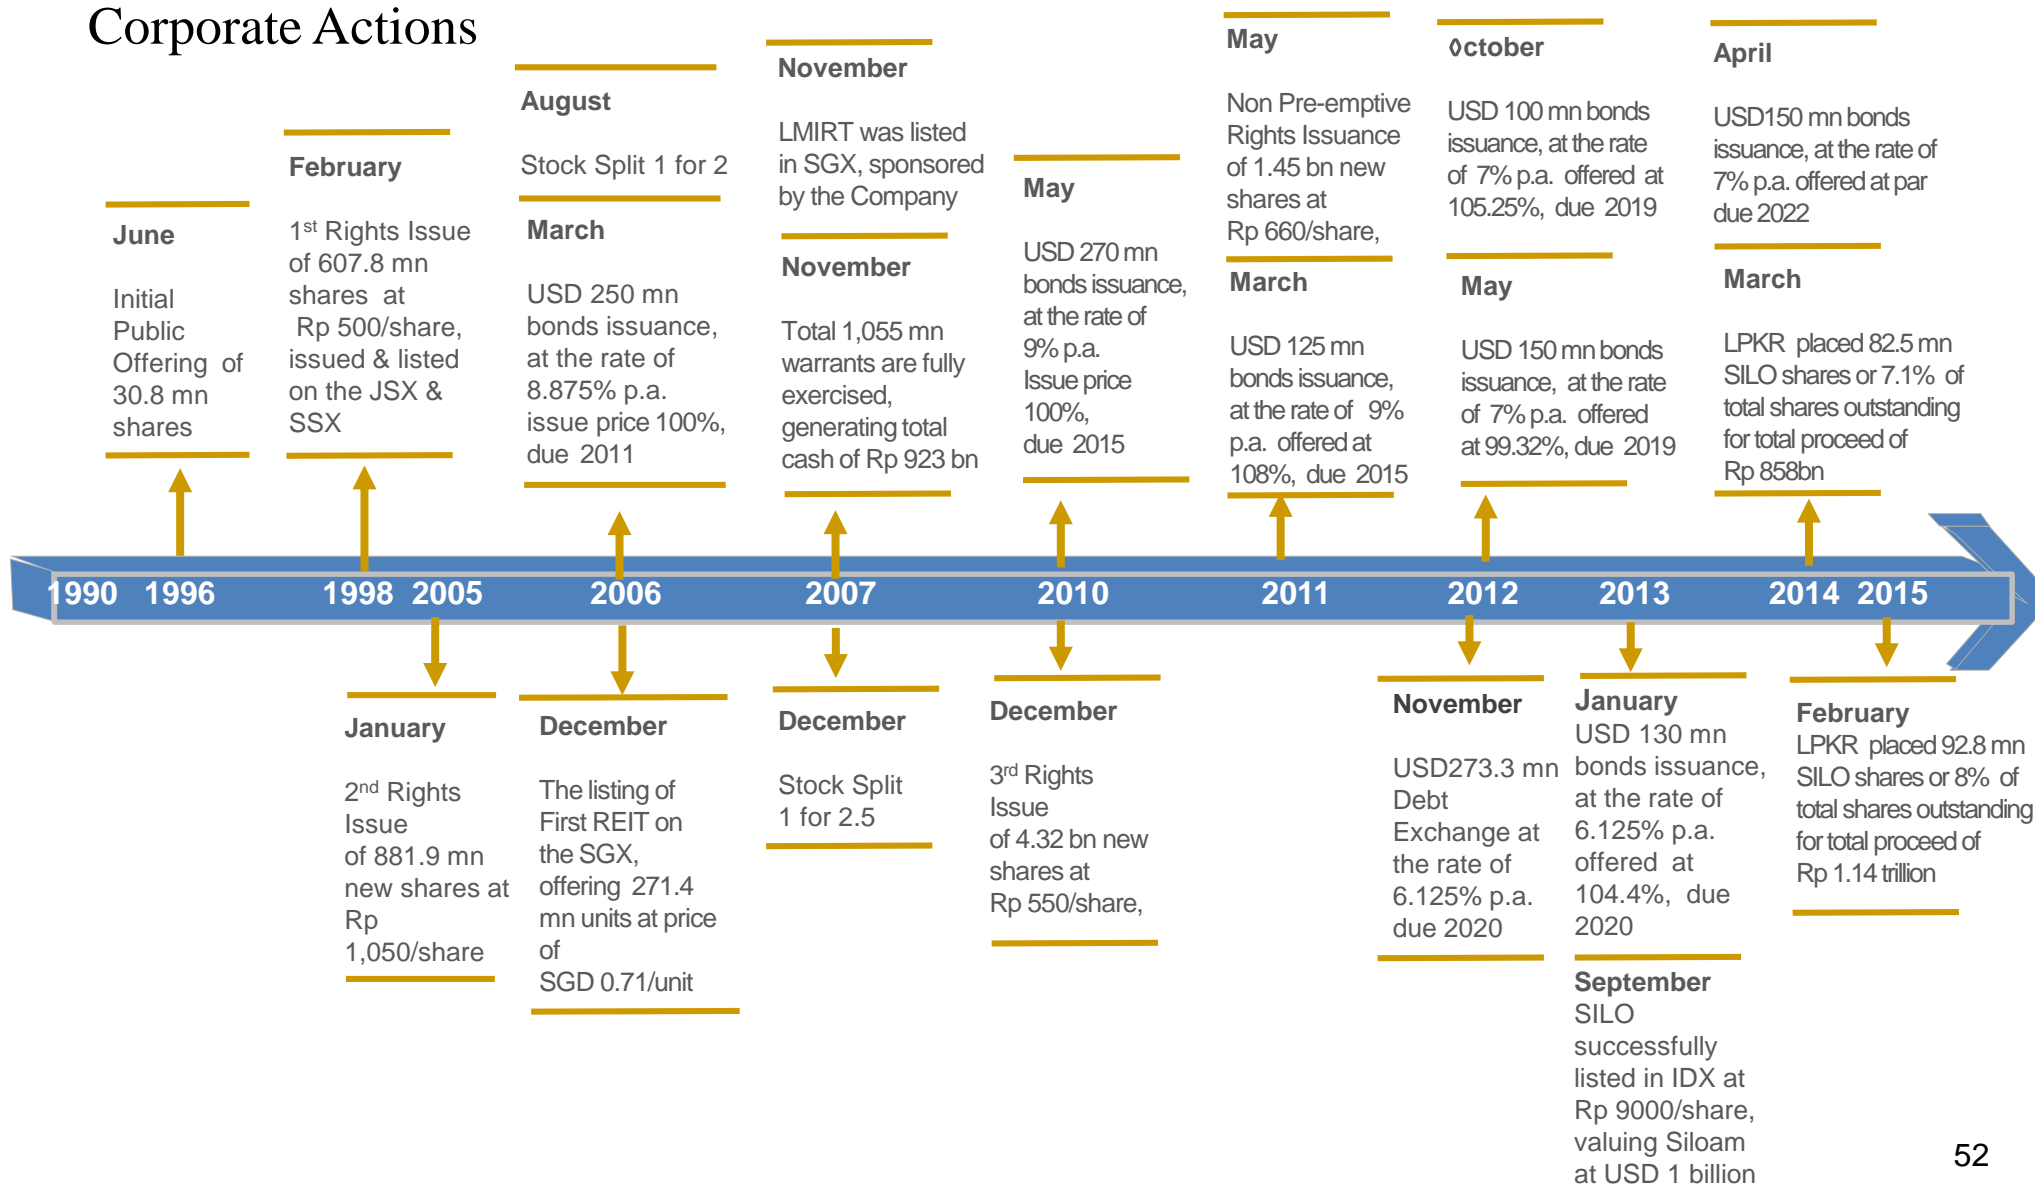 Corporate Actions
June
Initial
Public
Offering of
30.8 mn
shares
February
1st Rights Issue
of 607.8 mn
shares at
Rp 500/share,
issued & listed
on the JSX &
SSX
August
Stock Split 1 for 2
March
USD 250 mn
bonds issuance,
at the rate of
8.875% p.a.
issue price 100%,
due 2011
November
LMIRT was listed
in SGX, sponsored
by the Company
November
Total 1,055 mn
warrants are fully
exercised,
generating total
cash of Rp 923 bn
May
USD 270 mn
bonds issuance,
at the rate of
9% p.a.
Issue price
100%,
due 2015
May
Non Pre-emptive
Rights Issuance
of 1.45 bn new
shares at
Rp 660/share,
March
USD 125 mn
bonds issuance,
at the rate of 9%
p.a. offered at
108%, due 2015
◊ctober
USD 100 mn bonds
issuance, at the rate
of 7% p.a. offered at
105.25%, due 2019
May
USD 150 mn bonds
issuance, at the rate
of 7% p.a. offered
at 99.32%, due 2019
April
USD150 mn bonds
issuance, at the rate of
7% p.a. offered at par
due 2022
March
LPKR placed 82.5 mn
SILO shares or 7.1% of
total shares outstanding
for total proceed of
Rp 858bn
1990 1996 1998 2005 2006 2007 2010 2011 2012 2013 2014 2015
January
2nd Rights
Issue
of 881.9 mn
new shares at
Rp
1,050/share
December
The listing of
First REIT on
the SGX,
offering 271.4
mn units at price
of
SGD 0.71/unit
December
Stock Split
1 for 2.5
December
3rd Rights
Issue
of 4.32 bn new
shares at
Rp 550/share,
November
USD273.3 mn
Debt
Exchange at
the rate of
6.125% p.a.
due 2020
January
USD 130 mn
bonds issuance,
at the rate of
6.125% p.a.
offered at
104.4%, due
2020
September
SILO
successfully
listed in IDX at
Rp 9000/share,
valuing Siloam
at USD 1 billion
February
LPKR placed 92.8 mn
SILO shares or 8% of
total shares outstanding
for total proceed of
Rp 1.14 trillion
52